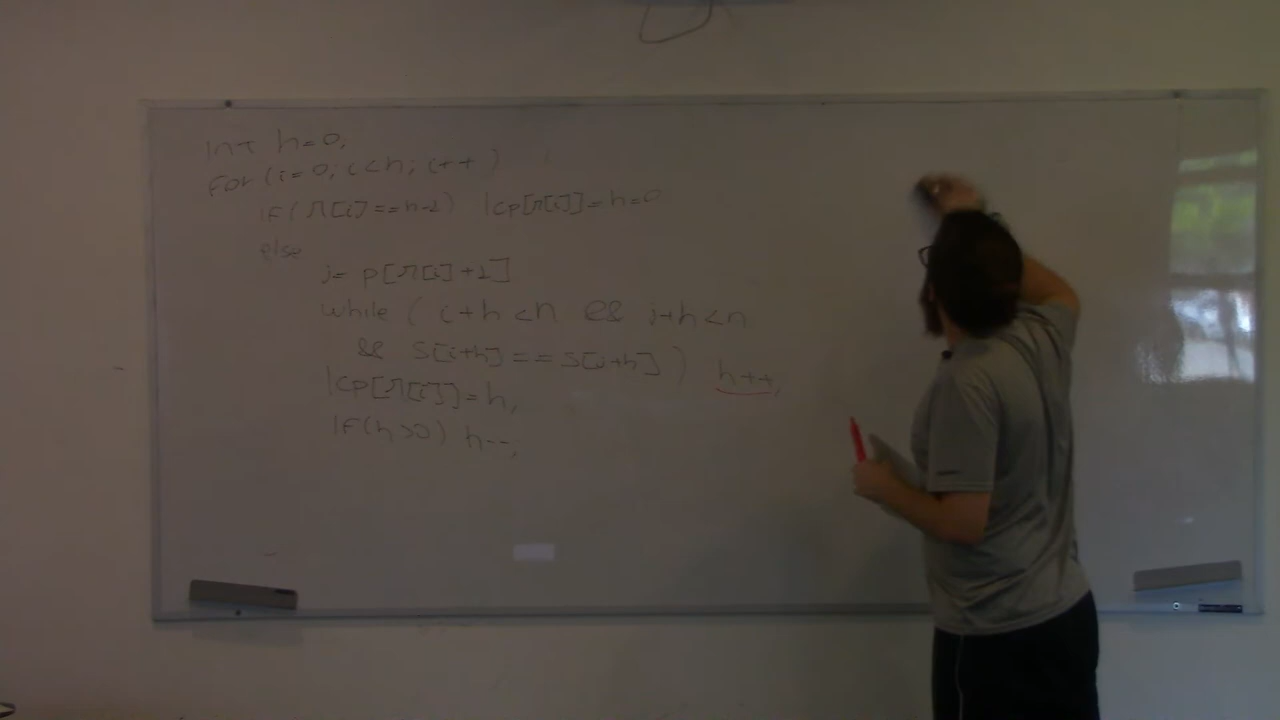 int h=0;
for (i=0; i<n; i++)
if (r[i]==n-1) lcp[r[i]]=h=0
else
j= p[r[i]+1]
while ( i+h<n && j+h<n
&& s[i+h]==s[j+h] ) h++;
lcp[r[i]]=h;
if(h>0) h--;